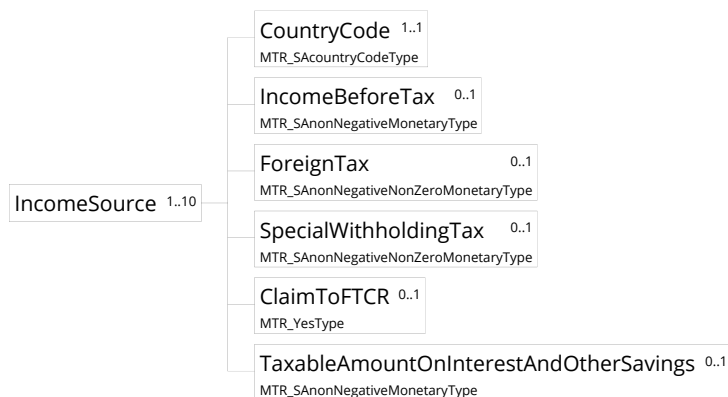 CountryCode 1..1
MTR_SAcountryCodeType
IncomeBeforeTax 0..1
MTR_SAnonNegativeMonetaryType
ForeignTax 0..1
MTR_SAnonNegativeNonZeroMonetaryType
IncomeSource 1..10
SpecialWithholdingTax 0..1
MTR_SAnonNegativeNonZeroMonetaryType
ClaimToFTCR 0..1
MTR_YesType
TaxableAmountOnInterestAndOtherSavings 0..1
MTR_SAnonNegativeMonetaryType